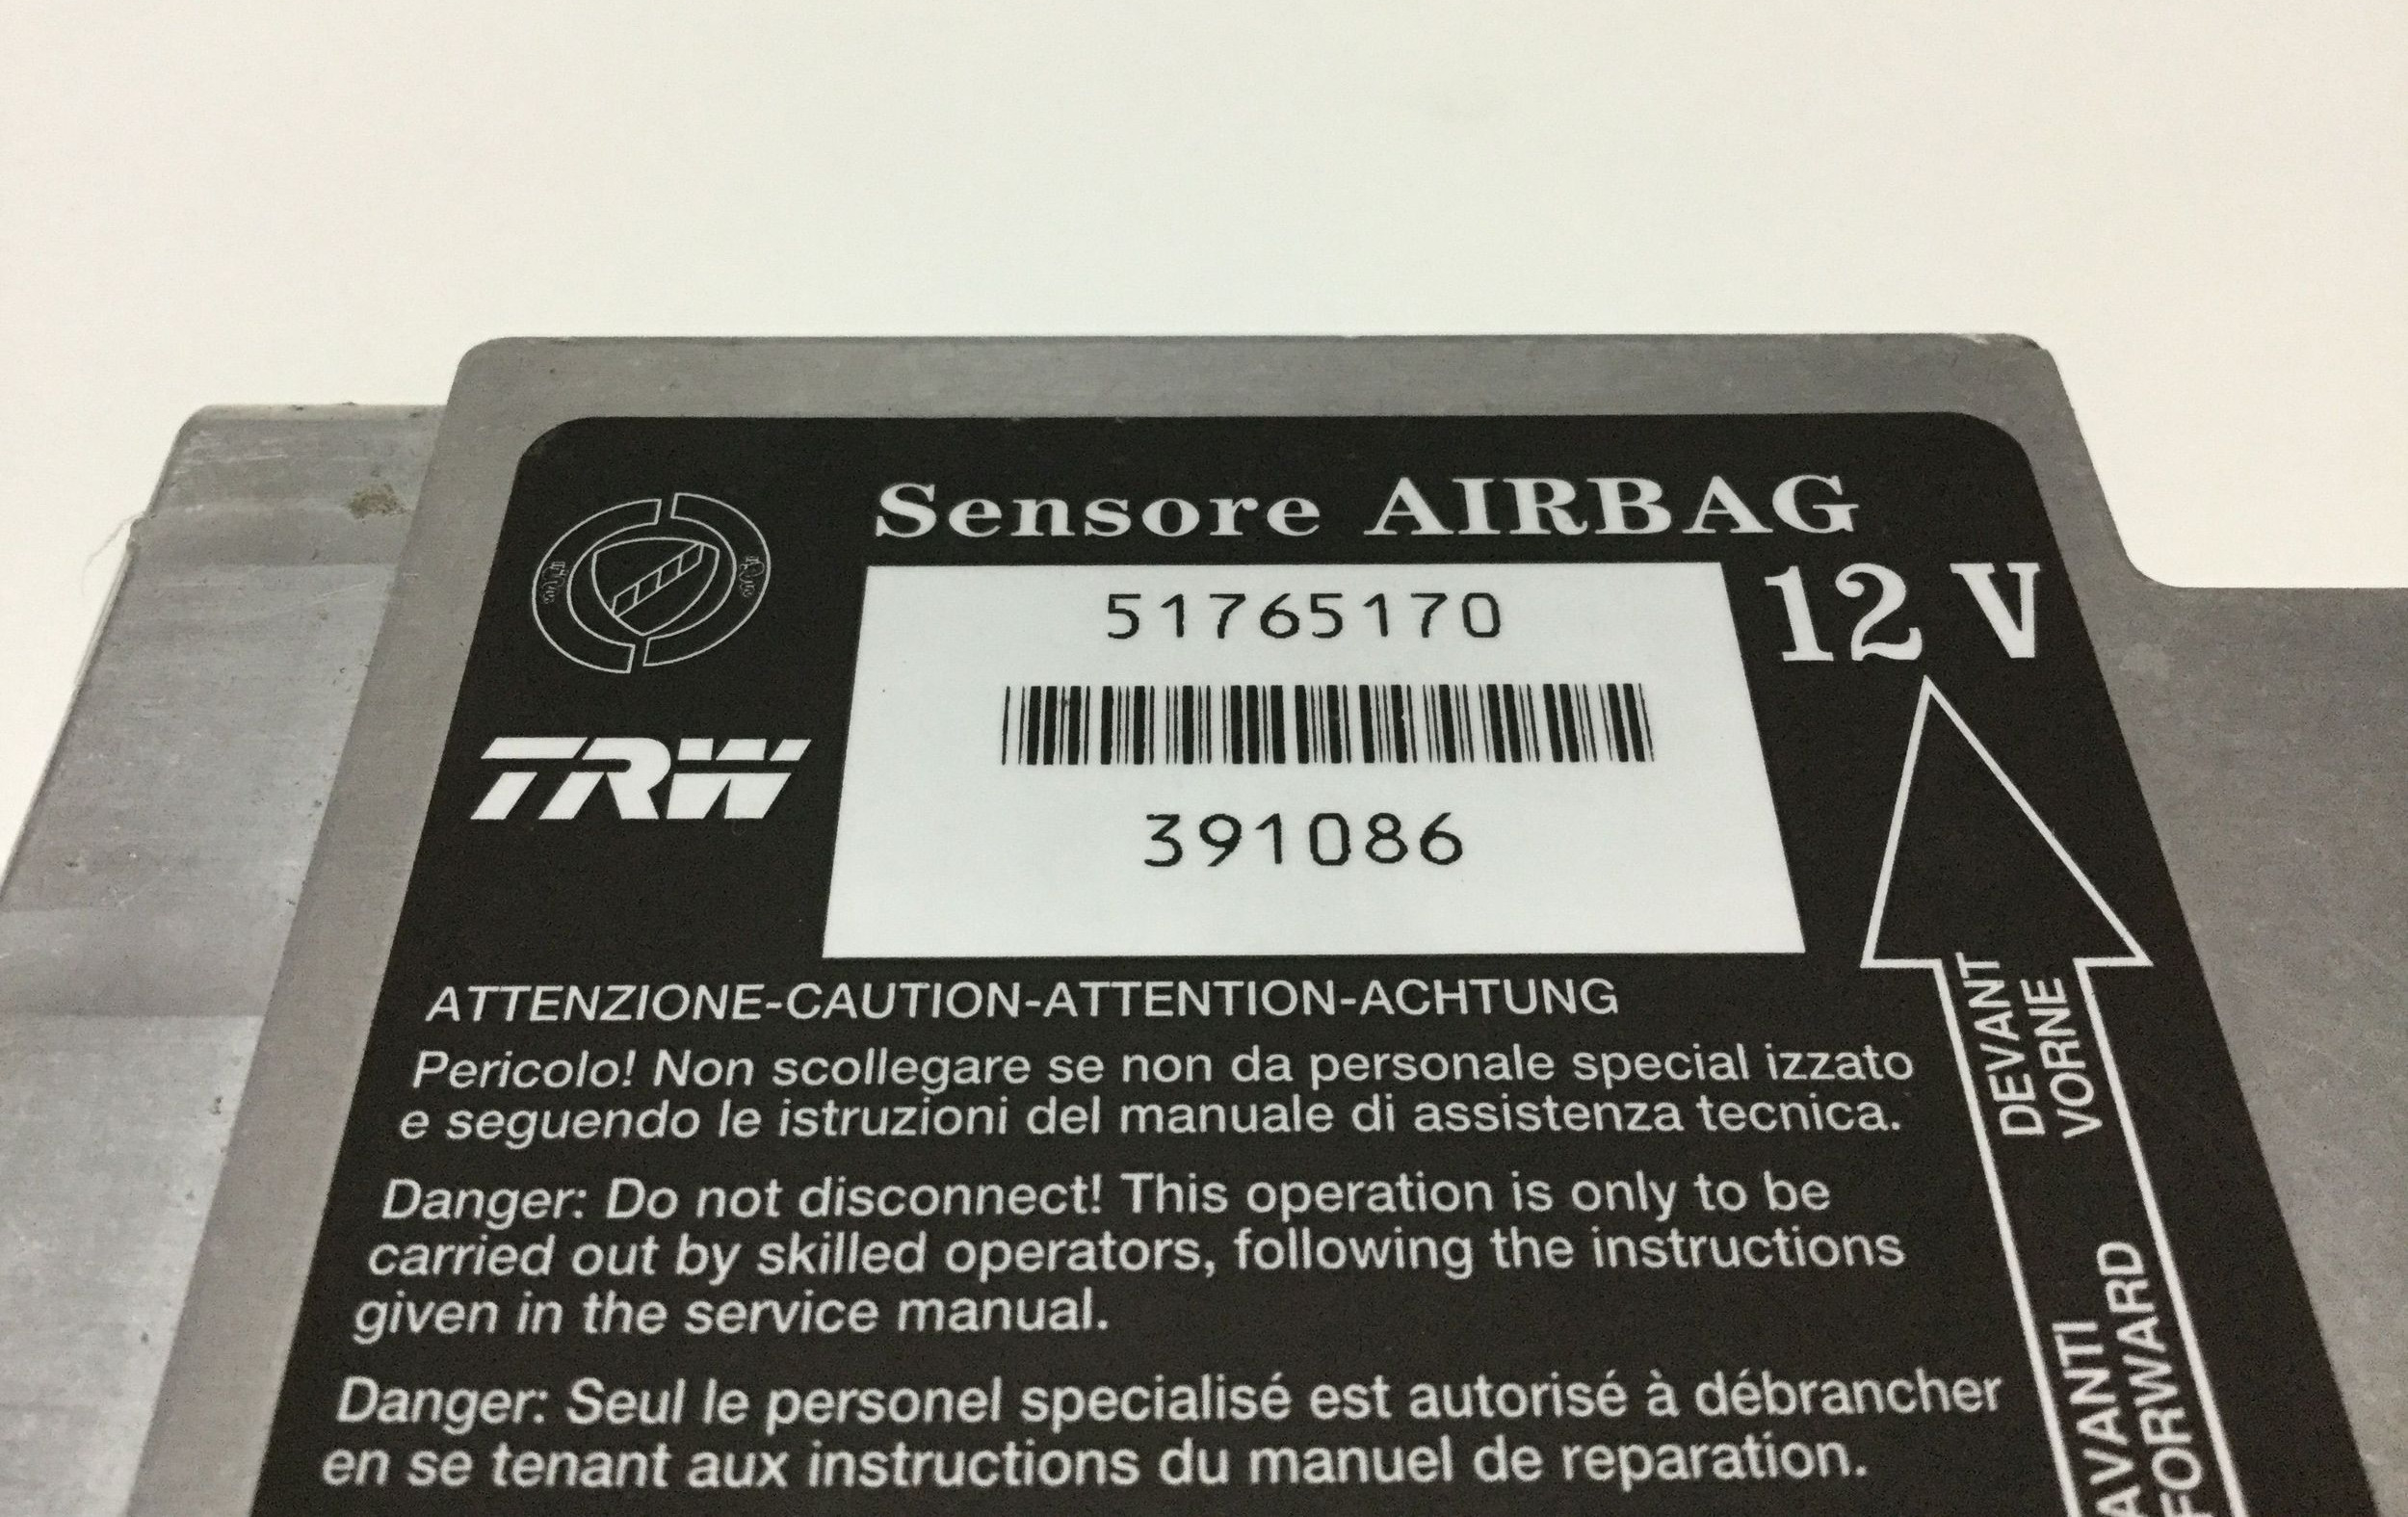 Sensore AIRBAG
12 V
51765170
391086
TRW
ATTENZIONE-CAUTION-ATTENTION-ACHTUNG
Pericolo! Non scollegare se non da personale special izzato
e seguendo le istruzioni del manuale di assistenza tecnica.
Danger: Do not disconnect! This operation is only to be
carried out by skilled operators, following the instructions
given in the service manual.
Danger: Seul le personel specialisé est autorisé à débrancher
en se tenant aux instructions du manuel de reparation.
DEVANT
VORNE
AVANTI
FORWARD